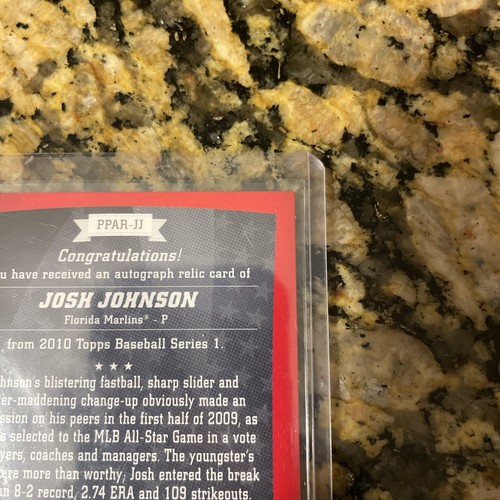 PPAR-JJ
Congratulations!
u have received an autograph relic card of
JOSH JOHNSON
Florida Marlins® - P
from 2010 Topps Baseball Series 1.
hnson's blistering fastball, sharp slider and
er-maddening change-up obviously made an
ssion on his peers in the first half of 2009, as
s selected to the MLB All-Star Game in a vote
yers, coaches and managers. The youngster's
ere more than worthy; Josh entered the break
an 8-2 record, 2.74 ERA and 109 strikeouts.